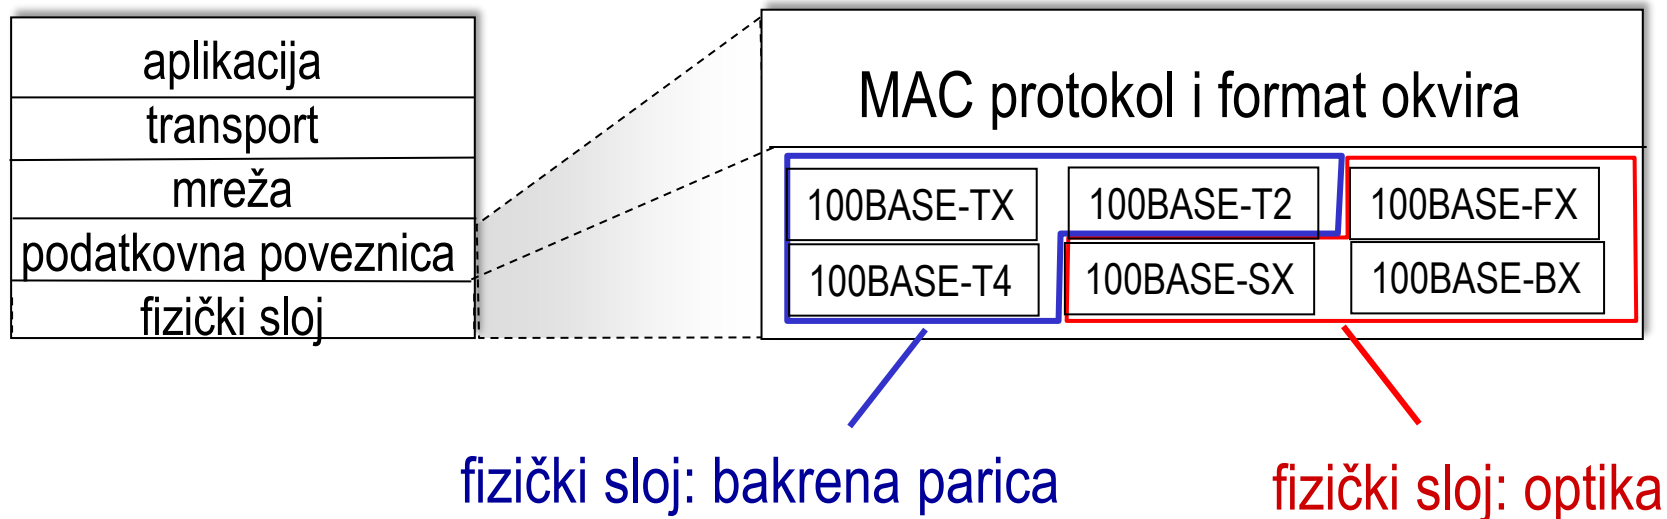 aplikacija
transport
mreža
podatkovna poveznica
fizički sloj
MAC protokol i format okvira
100BASE-TX
100BASE-T2
100BASE-FX
100BASE-T4
100BASE-SX
100BASE-BX
fizički sloj: bakrena parica
fizički sloj: optika